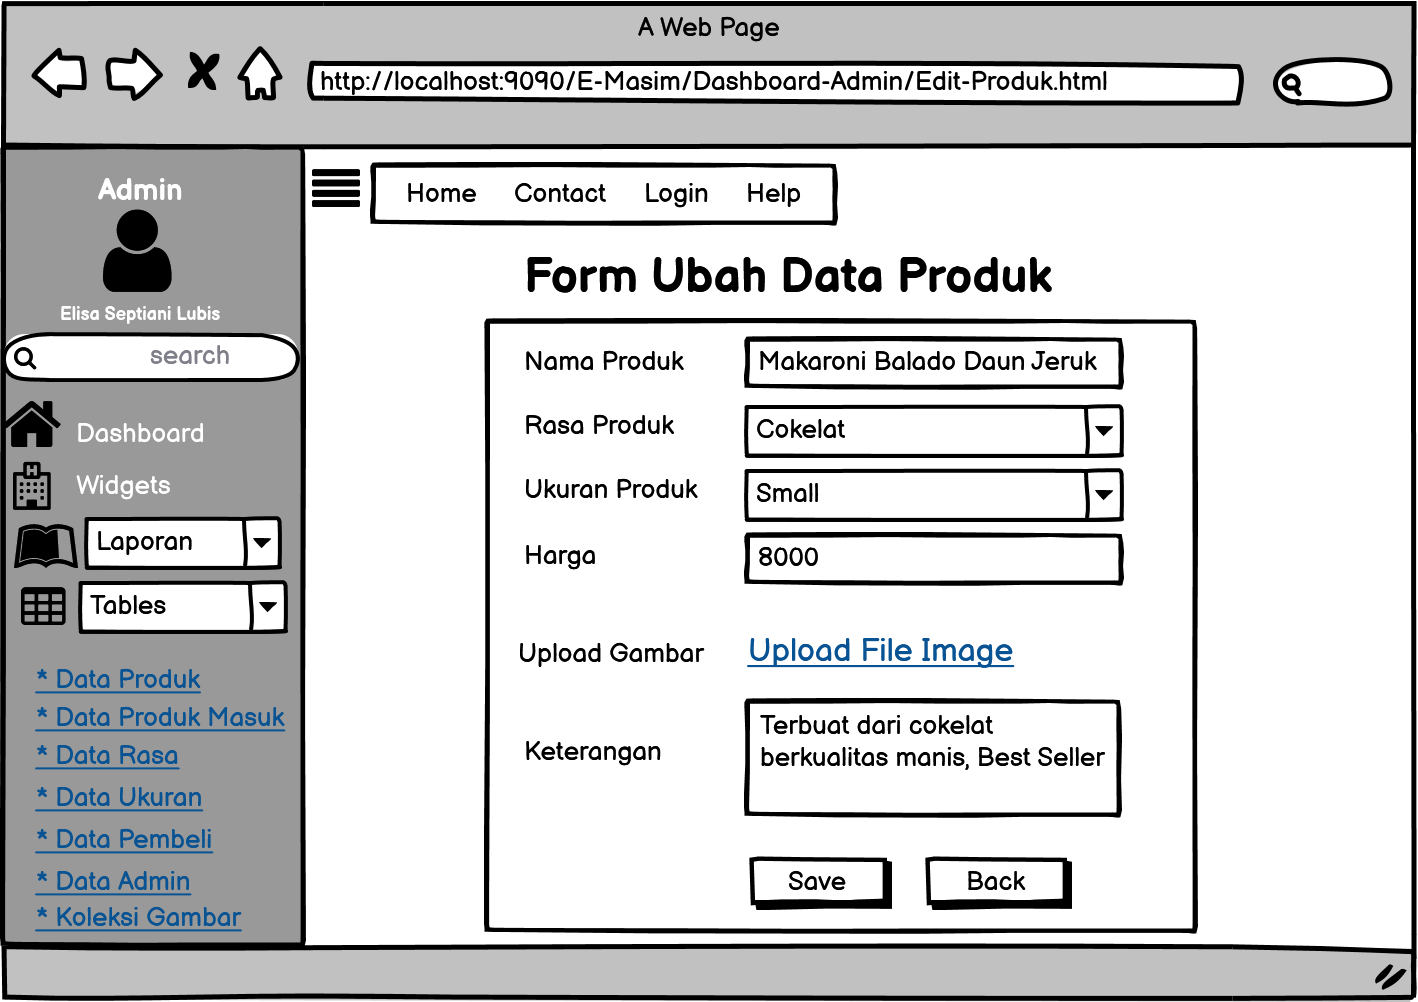 A Web Page
http://localhost:9090/E-Masim/Dashboard-Admin/Edit-Produk.html
Admin
Elisa Septiani Lubis
search
Dashboard
Widgets
Laporan
Tables
* Data Produk
* Data Produk Masuk
* Data Rasa
* Data Ukuran
* Data Pembeli
* Data Admin
* Koleksi Gambar
Home Contact Login Help
Form Ubah Data Produk
Nama Produk Makaroni Balado Daun Jeruk
Rasa Produk Cokelat
Ukuran Produk Small
Harga 8000
Upload Gambar Upload File Image
Keterangan
Terbuat dari cokelat
berkualitas manis, Best Seller
Save Back